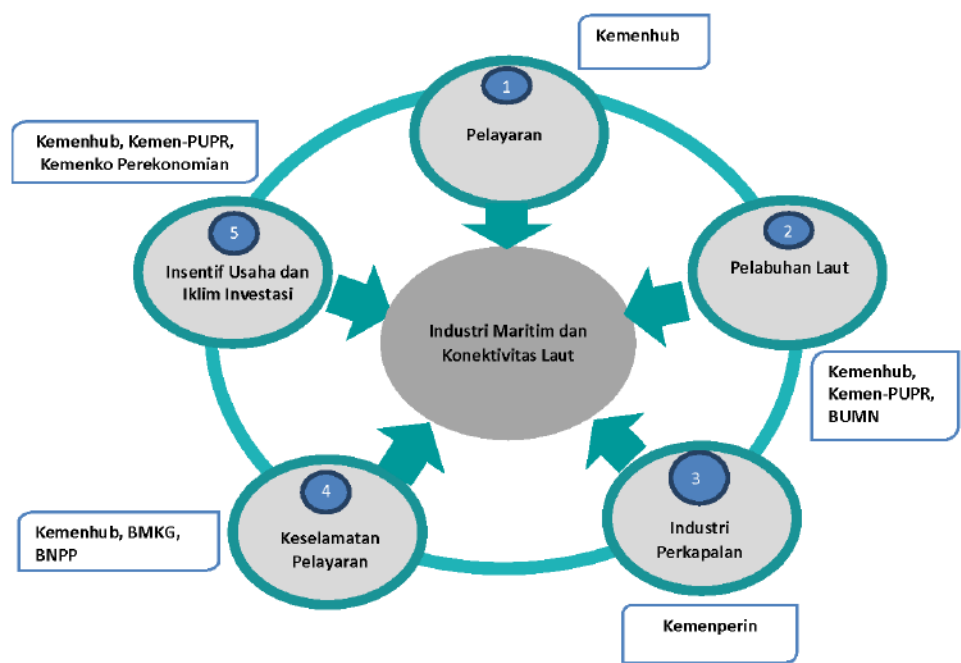 Kemenhub
1
Pelayaran
Kemenhub, Kemen-PUPR,
Kemenko Perekonomian
5
Insentif Usaha dan
Iklim Investasi
2
Pelabuhan Laut
Industri Maritim dan
Konektivitas Laut
Kemenhub,
Kemen-PUPR,
BUMN
3
Industri
Perkapalan
4
Keselamatan
Pelayaran
Kemenhub, BMKG,
BNPP
Kemenperin